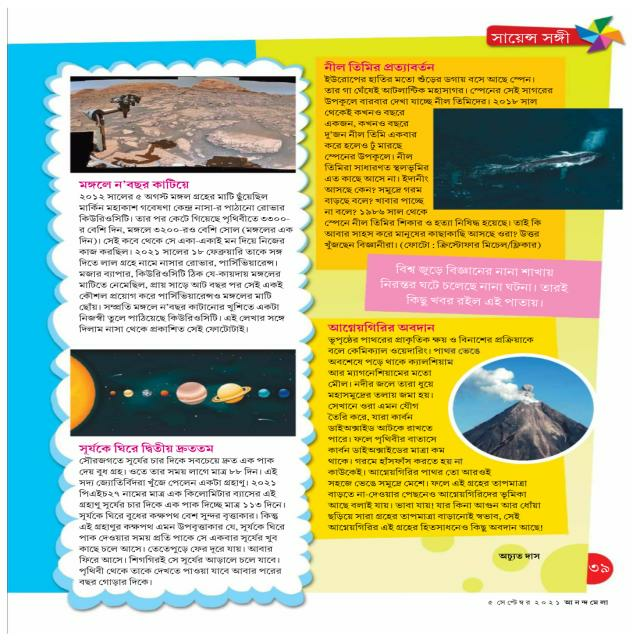 সায়েন্স সঙ্গী
মঙ্গলে ন'বছর কাটিয়ে
২০১২ সালের ৫ অগস্ট মঙ্গল গ্রহের মাটি ছুঁয়েছিল
মার্কিন মহাকাশ গবেষণা কেন্দ্র নাসা-র পাঠানো রোভার
কিউরিওসিটি। তার পর কেটে গিয়েছে পৃথিবীতে ৩৩০০-
র বেশি দিন, মঙ্গলে ৩২০০-রও বেশি সোল (মঙ্গলের এক
দিন)। সেই কবে থেকে সে একা-একাই মন দিয়ে নিজের
কাজ করছিল। ২০২১ সালের ১৮ ফেব্রুয়ারি তাকে সঙ্গ
দিতে লাল গ্রহে নামে নাসার রোভার, পার্সিভিয়ারেন্স।
মজার ব্যাপার, কিউরিওসিটি ঠিক যে-কায়দায় মঙ্গলের
মাটিতে নেমেছিল, প্রায় সাড়ে আট বছর পর সেই একই
কৌশল প্রয়োগ করে পার্সিভিয়ারেন্সও মঙ্গলের মাটি
ছোঁয়। সম্প্রতি মঙ্গলে ন'বছর কাটানোর খুশিতে একটা
নিজস্বী তুলে পাঠিয়েছে কিউরিওসিটি। এই লেখার সঙ্গে
দিলাম নাসা থেকে প্রকাশিত সেই ফোটোটাই।
সূর্যকে ঘিরে দ্বিতীয় দ্রুততম
সৌরজগতে সূর্যের চার দিকে সবচেয়ে দ্রুত এক পাক
দেয় বুধ গ্রহ। ওতে তার সময় লাগে মাত্র ৮৮ দিন। এই
সদ্য জ্যোতির্বিদরা খুঁজে পেলেন একটা গ্রহাণু। ২০২১
পিএইচ২৭ নামের মাত্র এক কিলোমিটার ব্যাসের এই
গ্রহাণু সূর্যের চার দিকে এক পাক দিচ্ছে মাত্র ১১৩ দিনে।
সূর্যকে ঘিরে বুধের কক্ষপথ বেশ সুন্দর বৃত্তাকার। কিন্তু
এই গ্রহাণুর কক্ষপথ এমন উপবৃত্তাকার যে, সূর্যকে ঘিরে
পাক দেওয়ার সময় প্রতি পাকে সে একবার সূর্যের খুব
কাছে চলে আসে। তেতেপুড়ে ফের দূরে যায়। আবার
ফিরে আসে। শিগগিরই সে সূর্যের আড়ালে চলে যাবে।
পৃথিবী থেকে তাকে দেখতে পাওয়া যাবে আবার পরের
বছর গোড়ার দিকে।
নীল তিমির প্রত্যাবর্তন
ইউরোপের হাতির মতো শুঁড়ের ডগায় বসে আছে স্পেন।
তার গা ঘেঁষেই আটলান্টিক মহাসাগর। স্পেনের সেই সাগরের
উপকূলে বারবার দেখা যাচ্ছে নীল তিমিদের। ২০১৮ সাল
থেকেই কখনও বছরে
একজন, কখনও বছরে
দু'জন নীল তিমি একবার
করে হলেও ঢুঁ মারছে
স্পেনের উপকূলে। নীল
তিমিরা সাধারণত স্থলভূমির
এত কাছে আসে না। ইদানীং
আসছে কেন? সমুদ্রে গরম
বাড়ছে বলে? খাবার পাচ্ছে
না বলে? ১৯৮৬ সাল থেকে
স্পেনে নীল তিমির শিকার ও হত্যা নিষিদ্ধ হয়েছে। তাই কি
আবার সাহস করে মানুষের কাছাকাছি আসছে ওরা? উত্তর
খুঁজছেন বিজ্ঞানীরা। (ফোটো : ক্রিস্টোফার মিচেল/ফ্লিকার)
বিশ্ব জুড়ে বিজ্ঞানের নানা শাখায়
নিরন্তর ঘটে চলেছে নানা ঘটনা। তারই
কিছু খবর রইল এই পাতায়।
আগ্নেয়গিরির অবদান
ভূপৃষ্ঠের পাথরের প্রাকৃতিক ক্ষয় ও বিনাশের প্রক্রিয়াকে
বলে কেমিক্যাল ওয়েদারিং। পাথর ভেঙে
অবশেষে পড়ে থাকে ক্যালশিয়াম
আর ম্যাগনেশিয়ামের মতো
মৌল। নদীর জলে তারা ধুয়ে
মহাসমুদ্রের তলায় জমা হয়।
সেখানে ওরা এমন যৌগ
তৈরি করে, যারা কার্বন
ডাইঅক্সাইড আটকে রাখতে
পারে। ফলে পৃথিবীর বাতাসে
কার্বন ডাইঅক্সাইডের মাত্রা কম
থাকে। গরমে হাঁসফাঁস করতে হয় না
কাউকেই। আগ্নেয়গিরির পাথর তো আরওই
সহজে ভেঙে সমুদ্রে মেশে। ফলে এই গ্রহের তাপমাত্রা
বাড়তে না-দেওয়ার পেছনেও আগ্নেয়গিরিদের ভূমিকা
আছে বলাই যায়। ভাবা যায়! যার কিনা আগুন আর ধোঁয়া
ছড়িয়ে সারা গ্রহের তাপমাত্রা বাড়ানোই স্বভাব, সেই
আগ্নেয়গিরির এই গ্রহের হিতসাধনেও কিছু অবদান আছে!
অচ্যুত দাস
৩৯
৫ সেপ্টেম্বর ২০২১ আনন্দমেলা